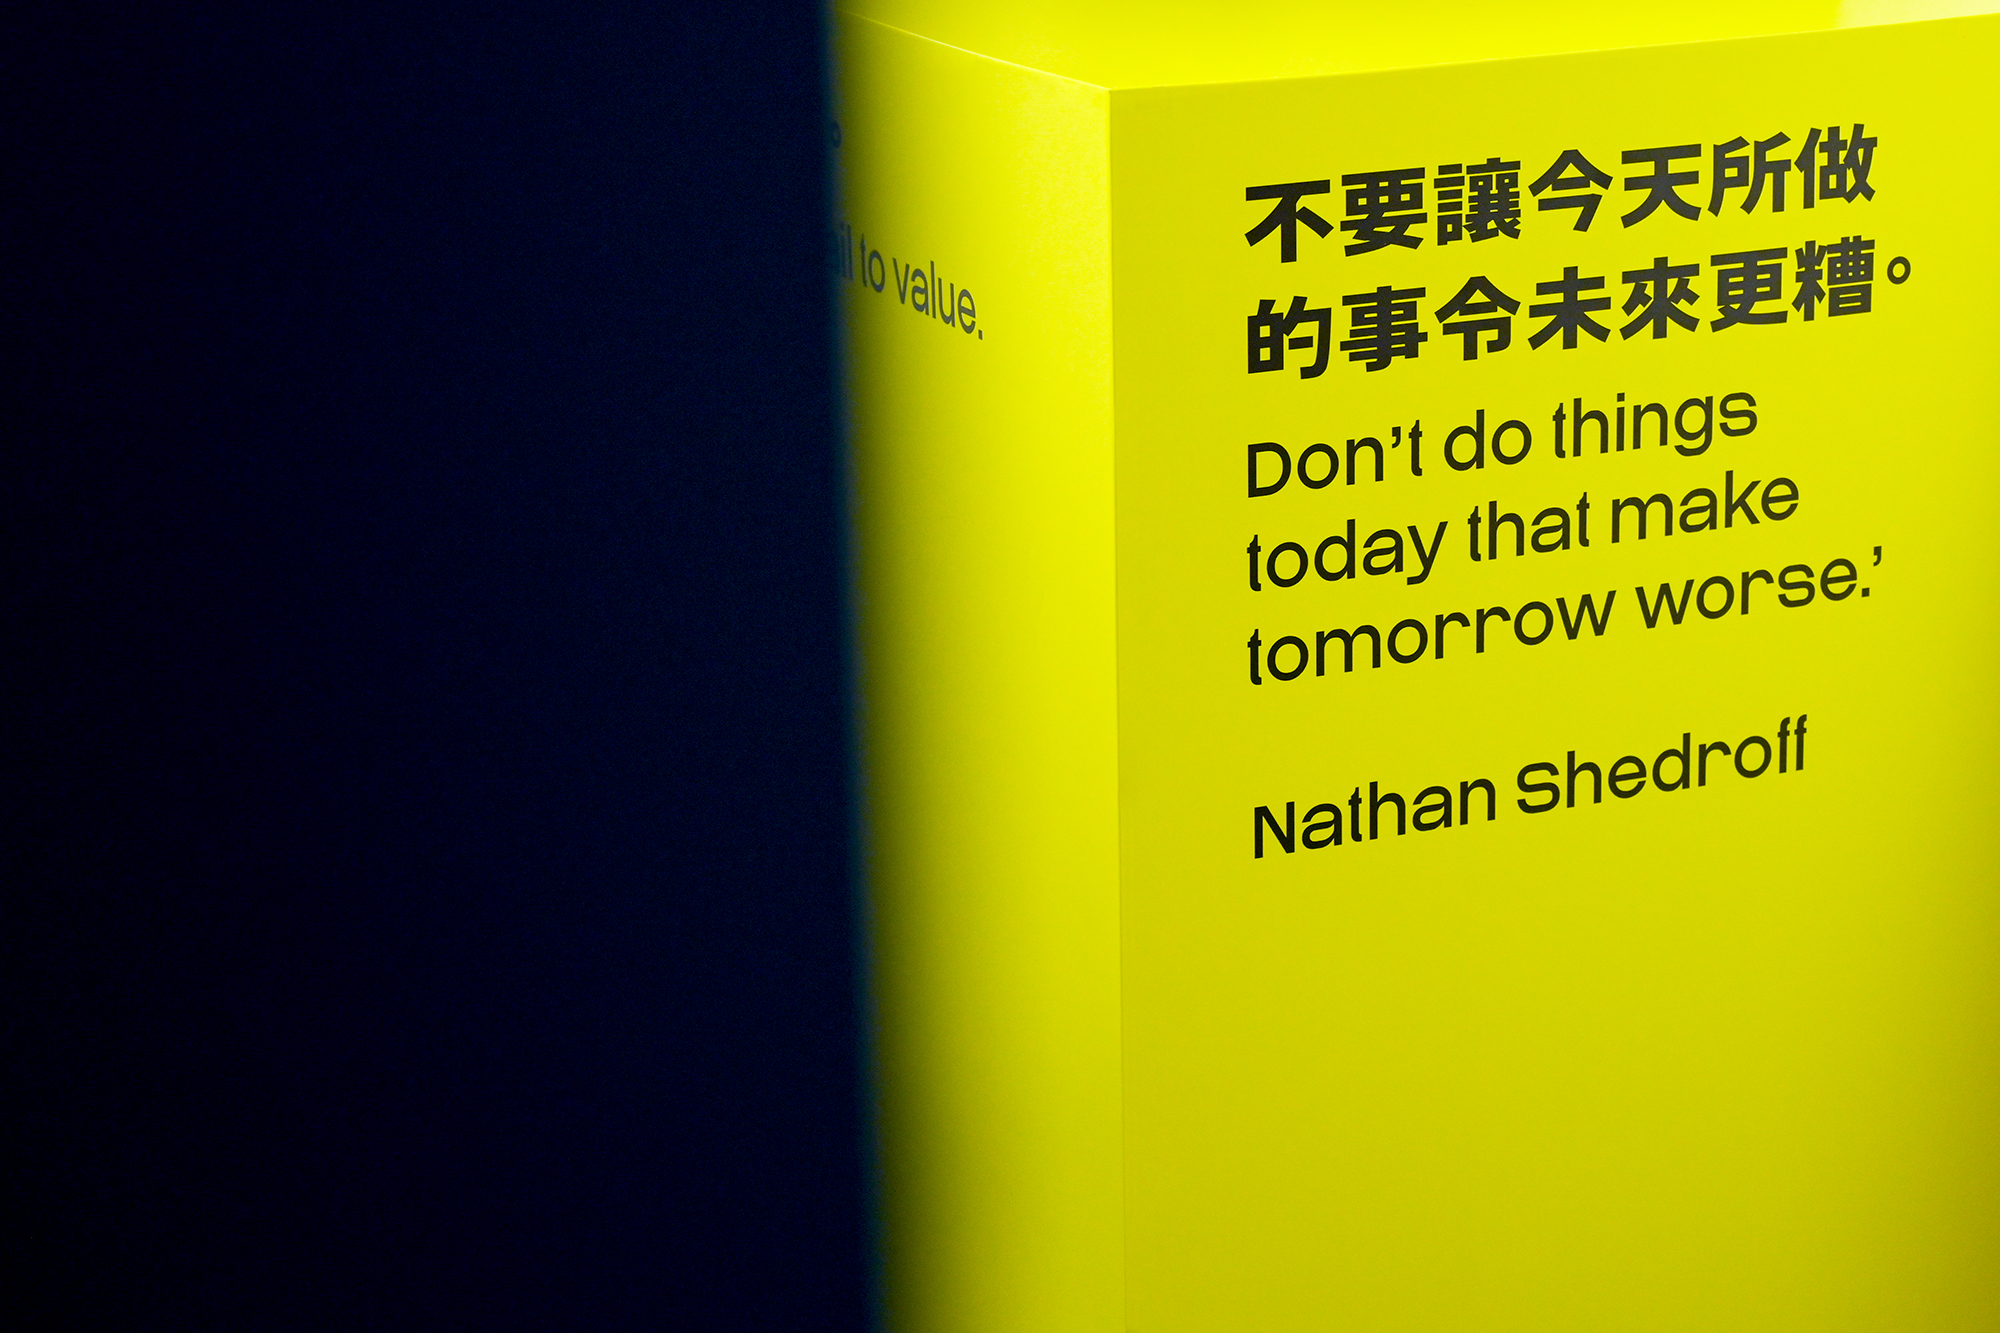 to value.
不要讓今天所做
的事令未來更糟。
Don’t do things
today that make
tomorrow worse.’
Nathan Shedroff